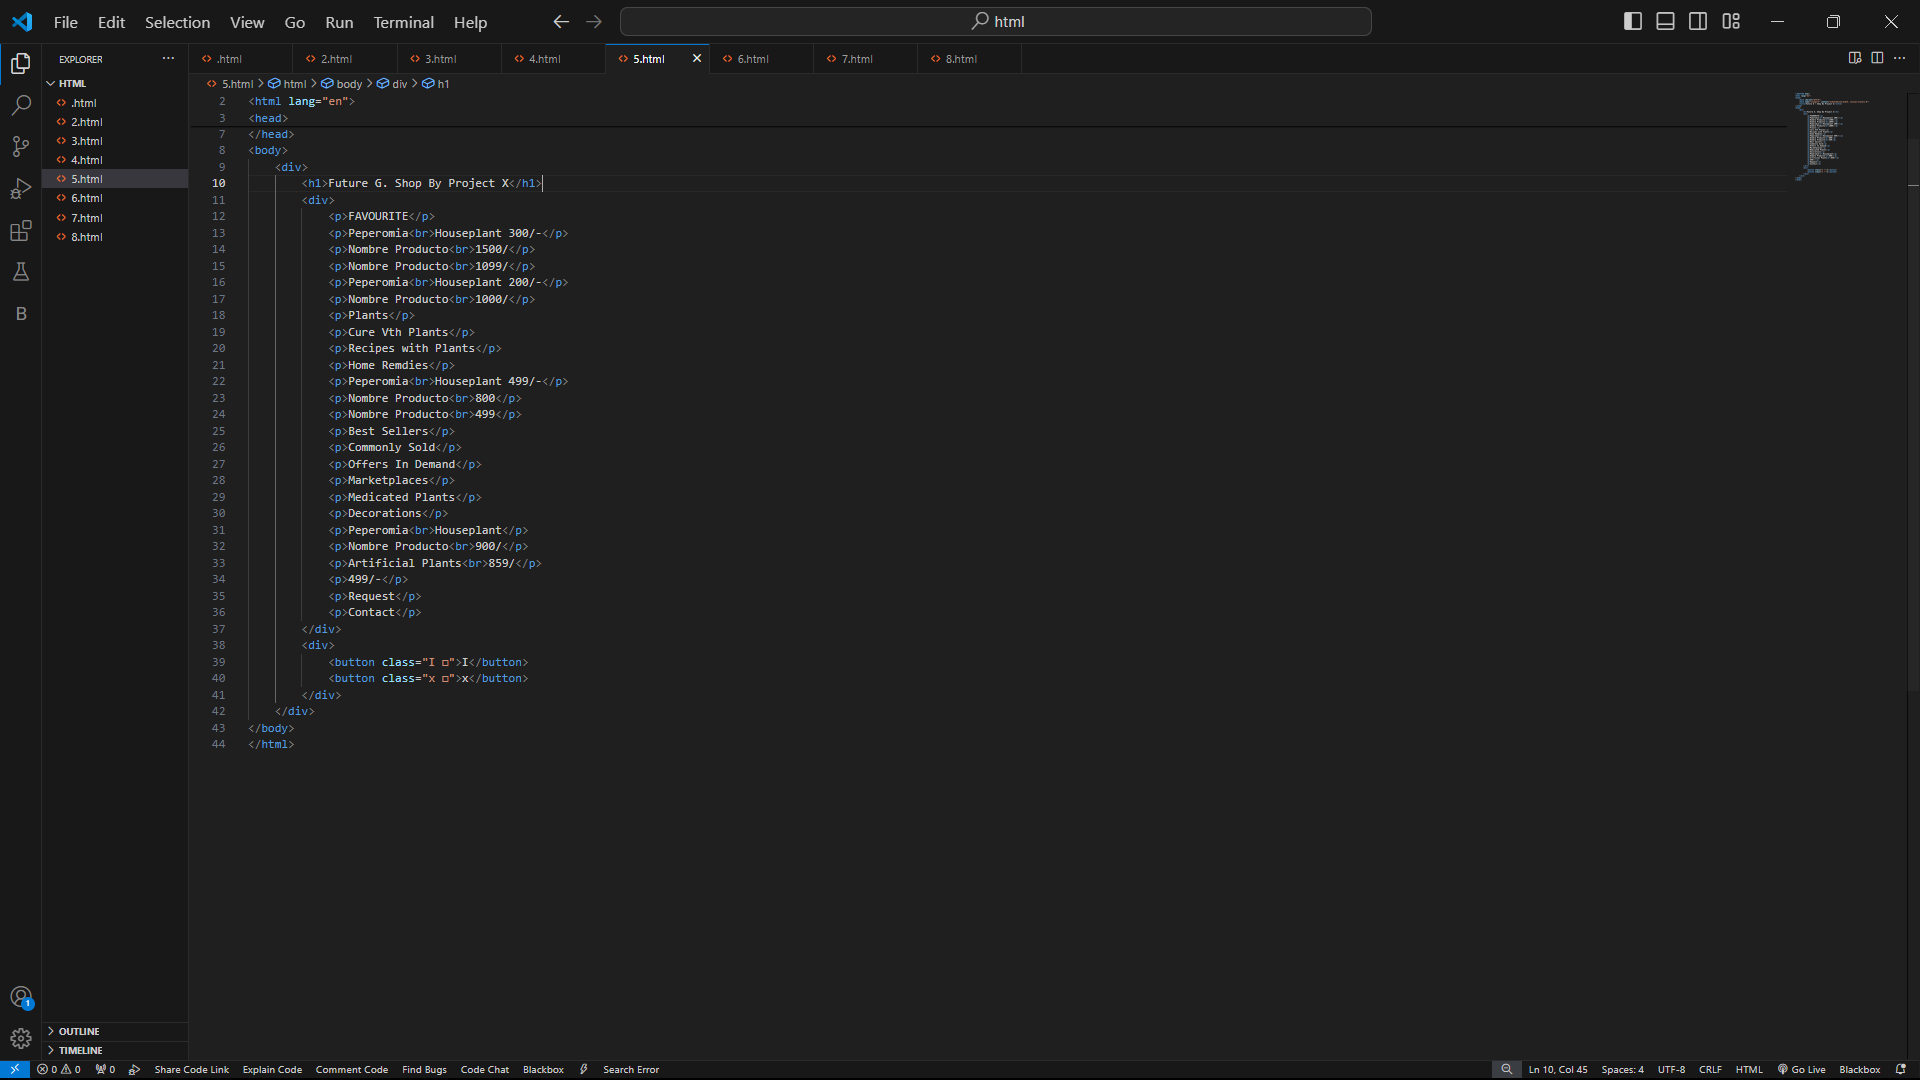 File Edit Selection View Go Run Terminal Help
html
EXPLORER
HTML
.html
2.html
3.html
4.html
5.html
6.html
7.html
8.html
OUTLINE
TIMELINE
.html 2.html 3.html 4.html 5.html 6.html 7.html 8.html
5.html > html > body > div > h1
2 <html lang="en">
3 <head>
7 </head>
8 <body>
9 <div>
10 <h1>Future G. Shop By Project X</h1>
11 <div>
12 <p>FAVOURITE</p>
13 <p>Peperomia<br>Houseplant 300/-</p>
14 <p>Nombre Producto<br>1500/</p>
15 <p>Nombre Producto<br>1099/</p>
16 <p>Peperomia<br>Houseplant 200/-</p>
17 <p>Nombre Producto<br>1000/</p>
18 <p>Plants</p>
19 <p>Cure Vth Plants</p>
20 <p>Recipes with Plants</p>
21 <p>Home Remdies</p>
22 <p>Peperomia<br>Houseplant 499/-</p>
23 <p>Nombre Producto<br>800</p>
24 <p>Nombre Producto<br>499</p>
25 <p>Best Sellers</p>
26 <p>Commonly Sold</p>
27 <p>Offers In Demand</p>
28 <p>Marketplaces</p>
29 <p>Medicated Plants</p>
30 <p>Decorations</p>
31 <p>Peperomia<br>Houseplant</p>
32 <p>Nombre Producto<br>900/</p>
33 <p>Artificial Plants<br>859/</p>
34 <p>499/-</p>
35 <p>Request</p>
36 <p>Contact</p>
37 </div>
38 <div>
39 <button class="I □">I</button>
40 <button class="x □">x</button>
41 </div>
42 </div>
43 </body>
44 </html>
B
1
0 0 0 Share Code Link Explain Code Comment Code Find Bugs Code Chat Blackbox Search Error Ln 10, Col 45 Spaces: 4 UTF-8 CRLF HTML Go Live Blackbox